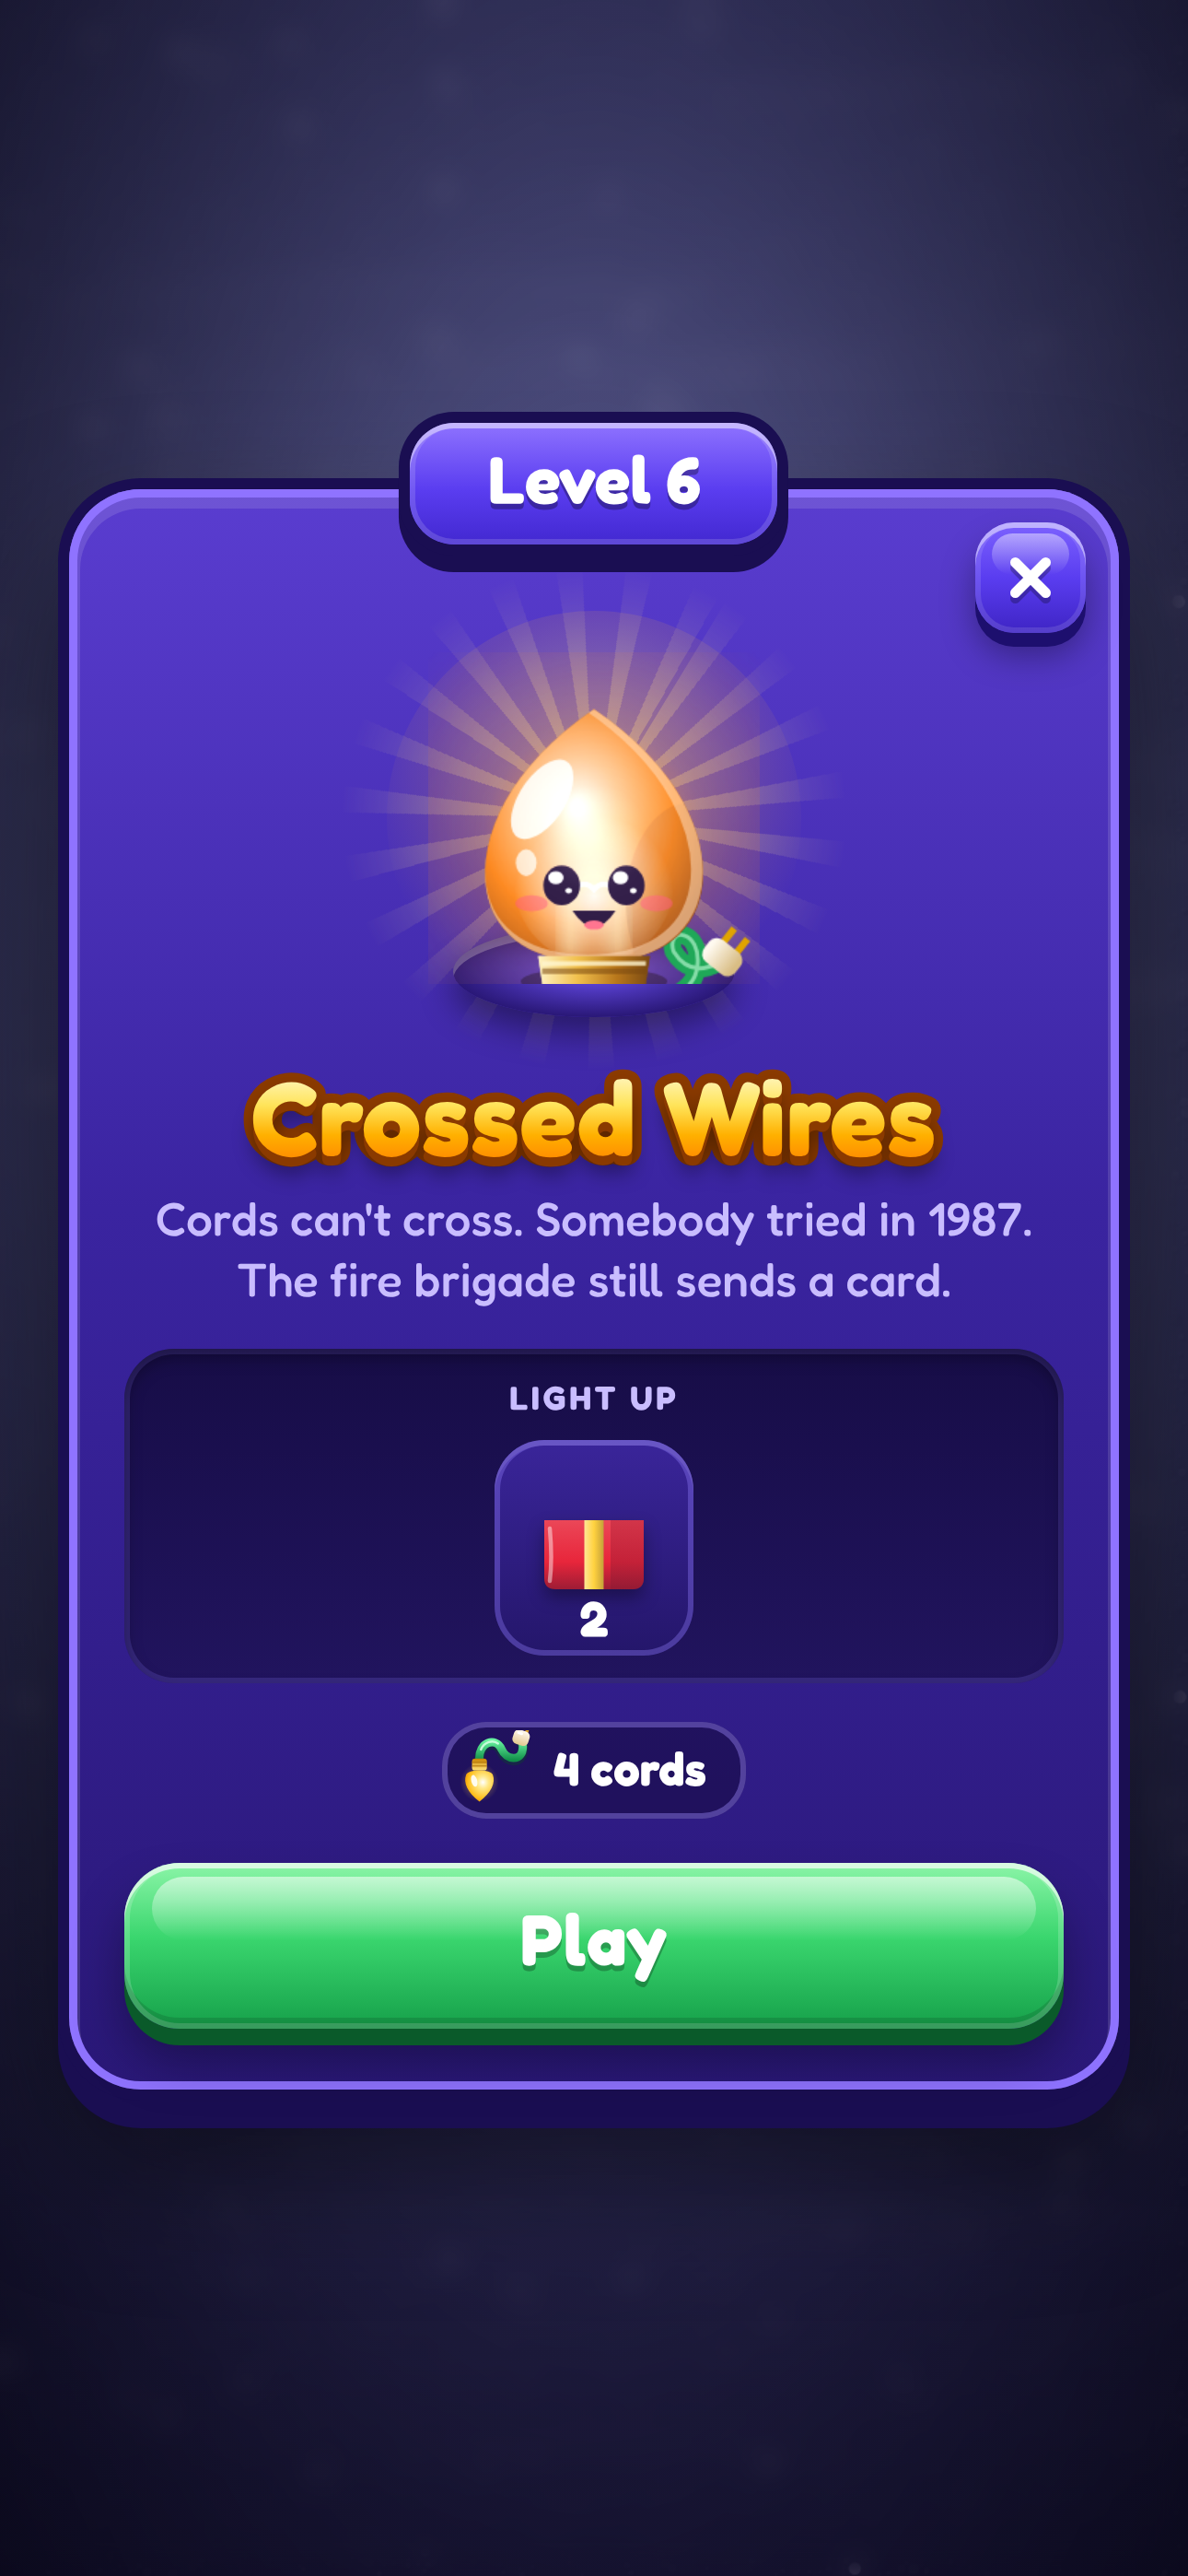 Level 6
Crossed Wires
Cords can't cross. Somebody tried in 1987.
The fire brigade still sends a card.
LIGHT UP
2
4 cords
Play